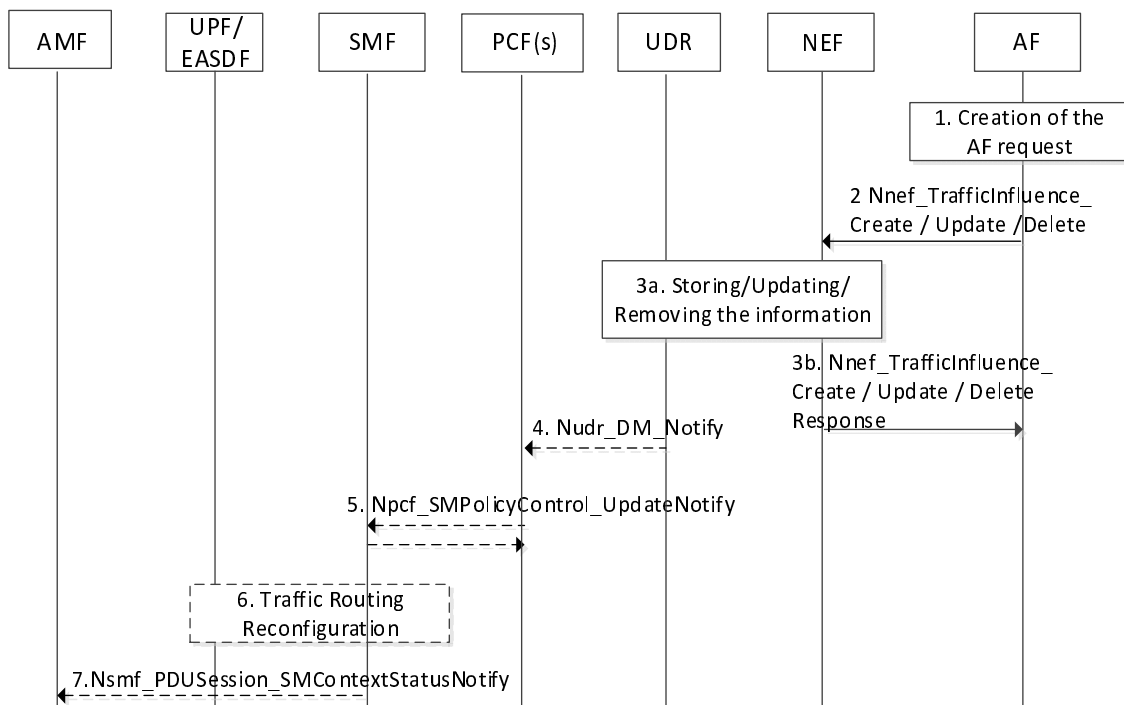 AMF
UPF/
EASDF
SMF
PCF(s)
UDR
NEF
AF
1. Creation of the
AF request
2 Nnef_TrafficInfluence_
Create / Update /Delete
3a. Storing/Updating/
Removing the information
3b. Nnef_TrafficInfluence_
Create / Update / Delete
Response
4. Nudr_DM_Notify
5. Npcf_SMPolicyControl_UpdateNotify
6. Traffic Routing
Reconfiguration
7.Nsmf_PDUSession_SMContextStatusNotify